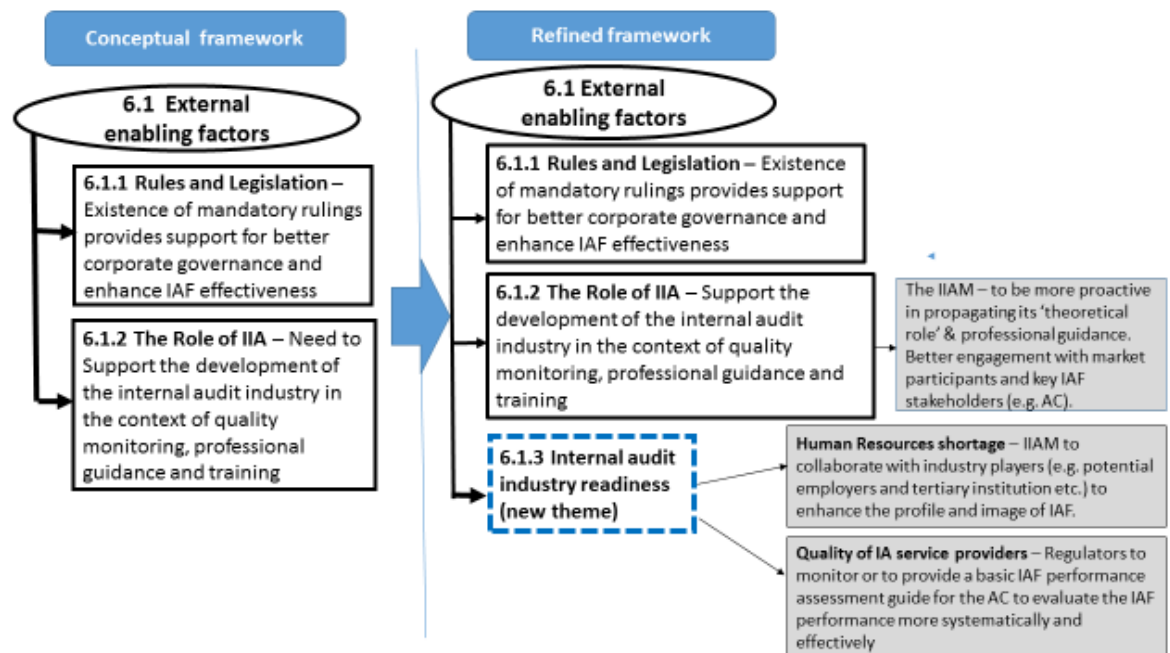 Conceptual framework
6.1 External
enabling factors
6.1.1 Rules and Legislation –
Existence of mandatory rulings
provides support for better
corporate governance and
enhance IAF effectiveness
6.1.2 The Role of IIA – Need to
Support the development of
the internal audit industry in
the context of quality
monitoring, professional
guidance and training
Refined framework
6.1 External
enabling factors
6.1.1 Rules and Legislation – Existence
of mandatory rulings provides support
for better corporate governance and
enhance IAF effectiveness
6.1.2 The Role of IIA – Support the
development of the internal audit
industry in the context of quality
monitoring, professional guidance and
training
The IIAM – to be more proactive
in propagating its ‘theoretical
role’ & professional guidance.
Better engagement with market
participants and key IAF
stakeholders (e.g. AC).
6.1.3 Internal audit
industry readiness
(new theme)
Human Resources shortage – IIAM to
collaborate with industry players (e.g. potential
employers and tertiary institution etc.) to
enhance the profile and image of IAF.
Quality of IA service providers – Regulators to
monitor or to provide a basic IAF performance
assessment guide for the AC to evaluate the IAF
performance more systematically and
effectively